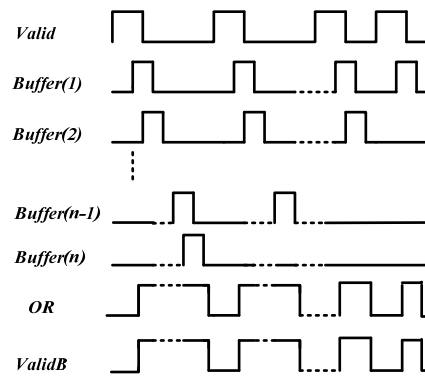 Valid
Buffer(1)
Buffer(2)
Buffer(n-1)
Buffer(n)
OR
ValidB